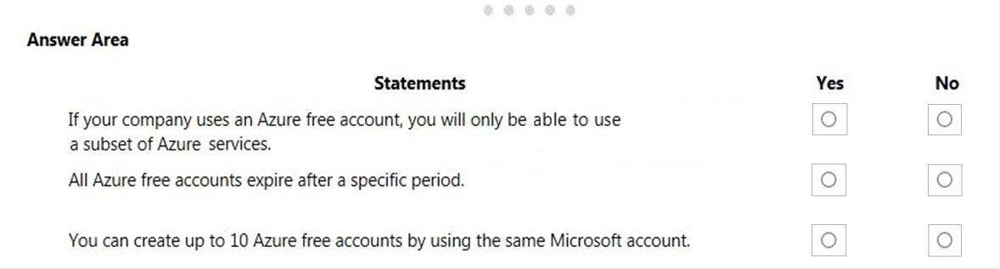 Answer Area
Statements Yes No
If your company uses an Azure free account, you will only be able to use
a subset of Azure services.
All Azure free accounts expire after a specific period.
You can create up to 10 Azure free accounts by using the same Microsoft account.